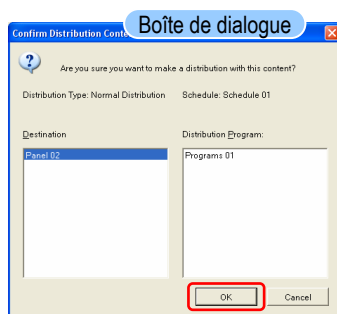 Boîte de dialogue
Confirm Distribution Conte
Are you sure you want to make a distribution with this content?
Distribution Type: Normal Distribution Schedule: Schedule 01
Destination Distribution Program:
Panel 02 Programs 01
OK Cancel